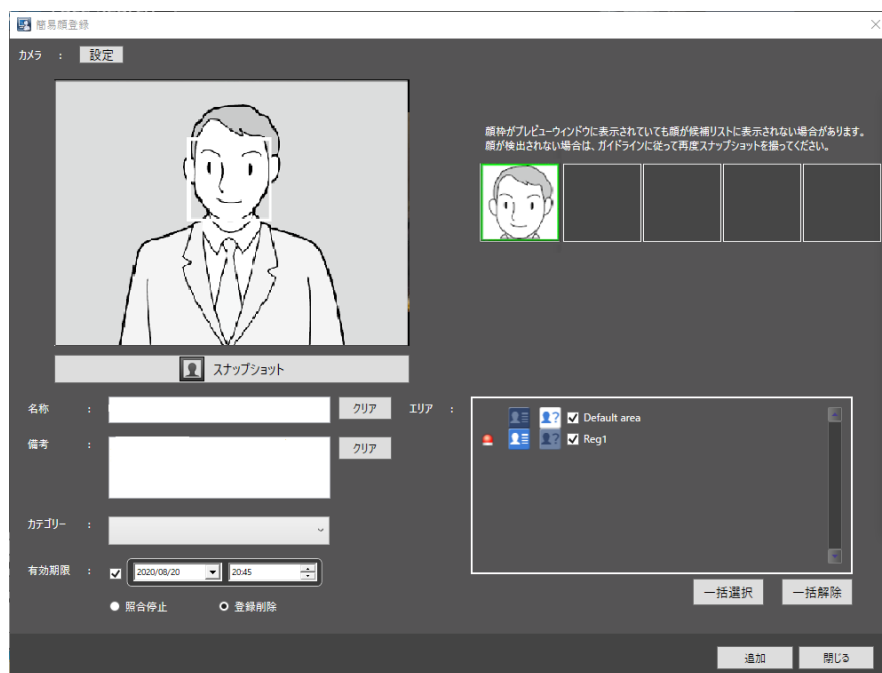 簡易顔登録
カメラ : 設定
顔枠がプレビューウィンドウに表示されていても顔が候補リストに表示されない場合があります。
顔が検出されない場合は、ガイドラインに従って再度スナップショットを撮ってください。
スナップショット
名称 : クリア
備考 : クリア
カテゴリー :
有効期限 : 2020/08/20 20:45
照合停止 登録削除
エリア :
Default area
Reg1
一括選択 一括解除
追加 閉じる